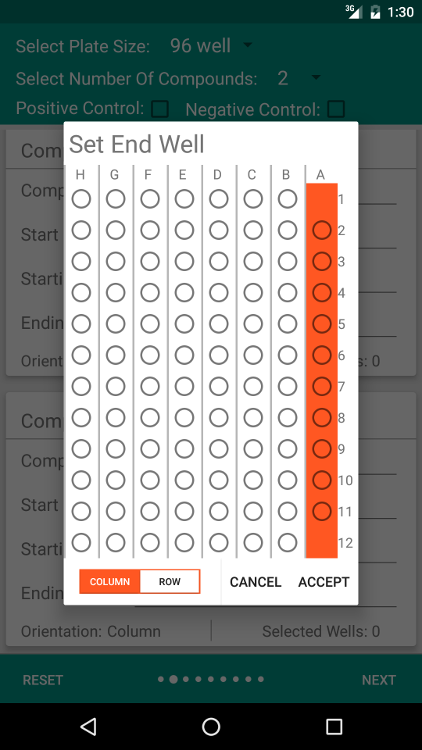 3G 1:30
Select Plate Size: 96 well
Select Number Of Compounds: 2
Positive Control: Negative Control:
Set End Well
H G F E D C B A
1
2
3
4
5
6
7
8
9
10
11
12
COLUMN ROW CANCEL ACCEPT
Com
Comp
Start
Starti
Endin
Orient s: 0
Com
Comp
Start
Starti
Endin
Orientation: Column Selected Wells: 0
RESET NEXT